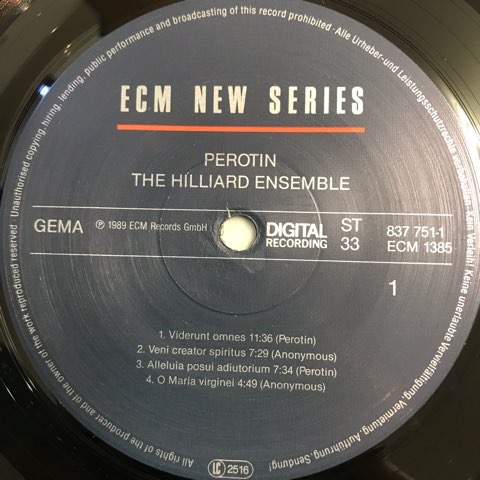 All rights of the producer and of the owner of the work reproduced reserved · Unauthorised copying, hiring, lending, public performance and broadcasting of this record prohibited · Alle Urheber- und Leistungsschutzrechte vorbehalten. Kein Verleih! Keine unerlaubte Vervielfältigung, Vermietung, Aufführung, Sendung!
ECM NEW SERIES
PEROTIN
THE HILLIARD ENSEMBLE
GEMA
℗ 1989 ECM Records GmbH
DIGITAL
RECORDING
ST
33
837 751-1
ECM 1385
1
1. Viderunt omnes 11:36 (Perotin)
2. Veni creator spiritus 7:29 (Anonymous)
3. Alleluia posui adiutorium 7:34 (Perotin)
4. O Maria virginei 4:49 (Anonymous)
LC 2516